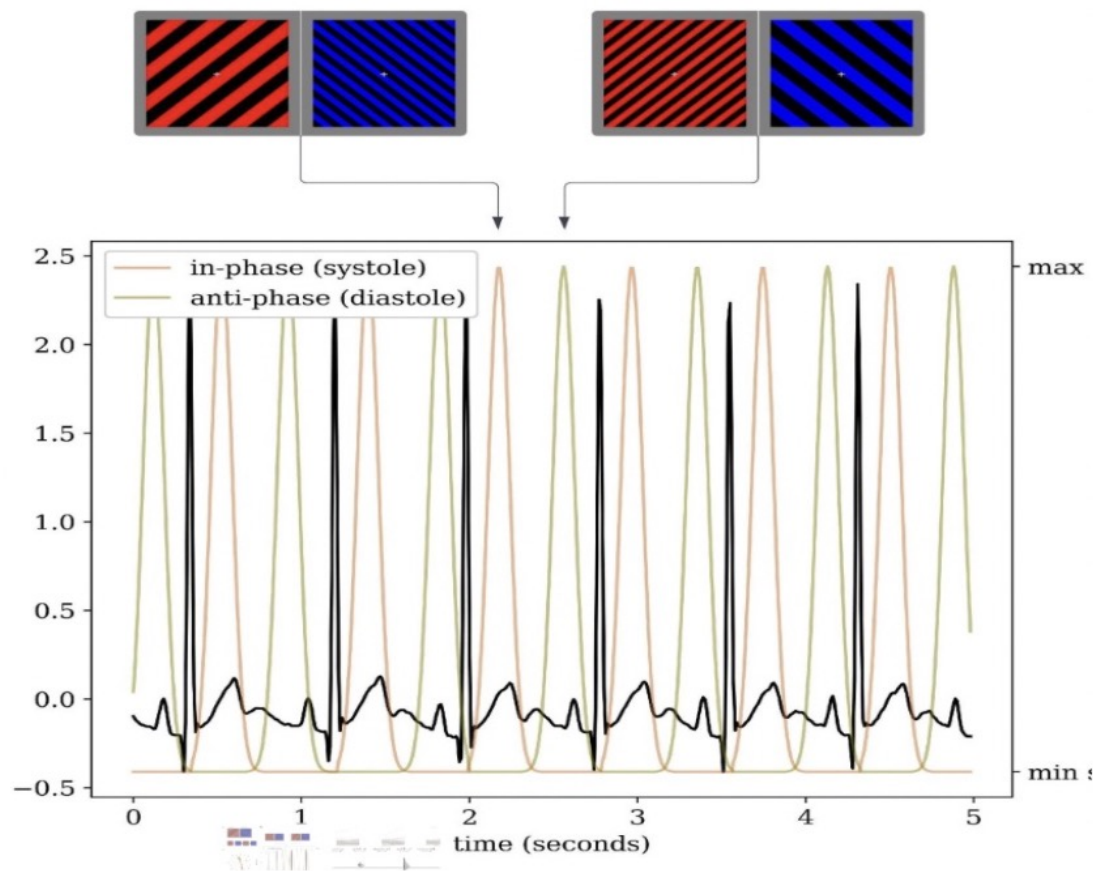 in-phase (systole)
anti-phase (diastole)
2.5
2.0
1.5
1.0
0.5
0.0
−0.5
max
min s
0 1 2 3 4 5
time (seconds)